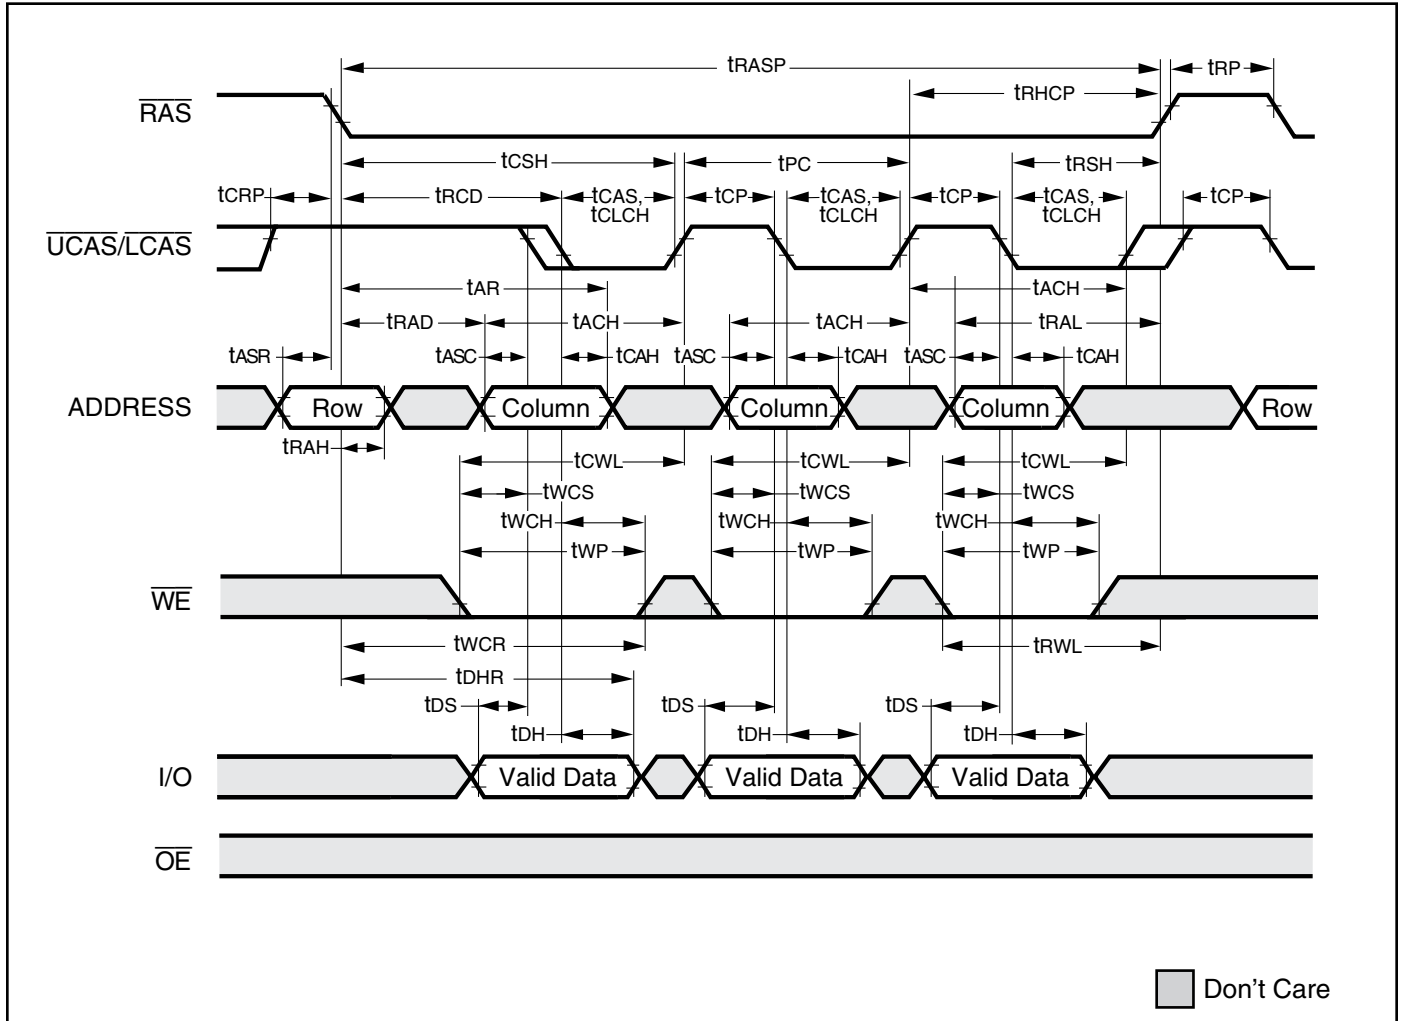 tRASP tRP
tRHCP
RAS
tCSH tPC tRSH
tCRP tRCD tCAS, tCLCH tCP tCAS, tCLCH tCP tCAS, tCLCH tCP
UCAS/LCAS
tAR tACH
tRAD tACH tACH tRAL
tASR tASC tCAH tASC tCAH tASC tCAH
ADDRESS Row Column Column Column Row
tRAH
tCWL tCWL tCWL
tWCS tWCS tWCS
tWCH tWCH tWCH
tWP tWP tWP
WE
tWCR tRWL
tDHR
tDS tDS tDS
tDH tDH tDH
I/O Valid Data Valid Data Valid Data
OE
Don't Care